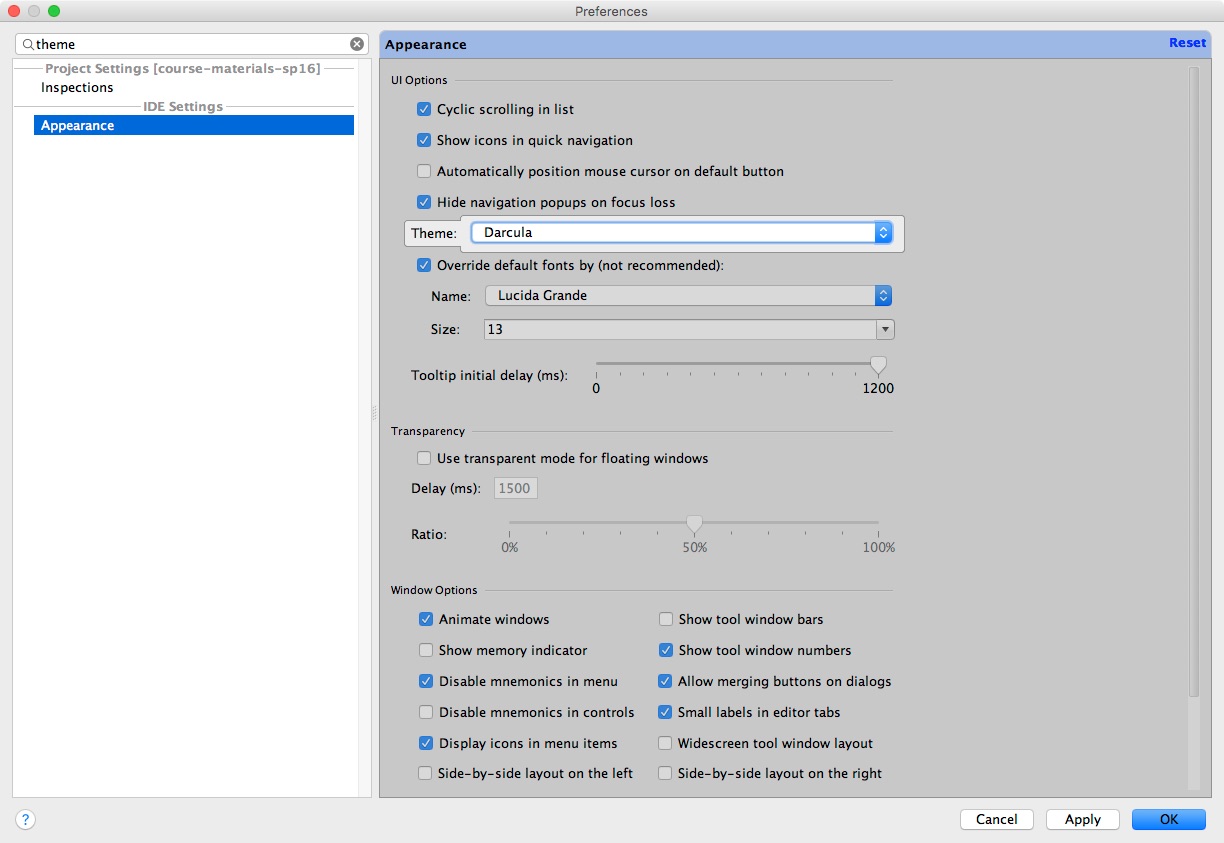 Preferences
theme
Project Settings [course-materials-sp16]
Inspections
IDE Settings
Appearance
Appearance
Reset
UI Options
Cyclic scrolling in list
Show icons in quick navigation
Automatically position mouse cursor on default button
Hide navigation popups on focus loss
Theme: Darcula
Override default fonts by (not recommended):
Name: Lucida Grande
Size: 13
Tooltip initial delay (ms):
0 1200
Transparency
Use transparent mode for floating windows
Delay (ms): 1500
Ratio:
0% 50% 100%
Window Options
Animate windows Show tool window bars
Show memory indicator Show tool window numbers
Disable mnemonics in menu Allow merging buttons on dialogs
Disable mnemonics in controls Small labels in editor tabs
Display icons in menu items Widescreen tool window layout
Side-by-side layout on the left Side-by-side layout on the right
? Cancel Apply OK